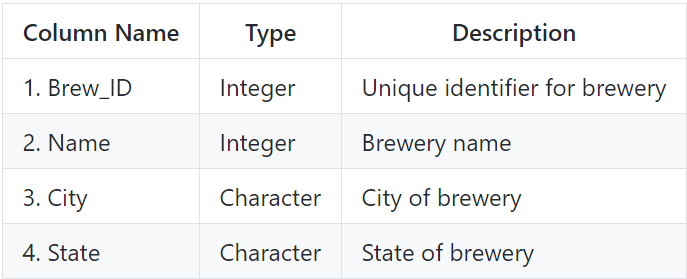 Column Name Type Description
1. Brew_ID Integer Unique identifier for brewery
2. Name Integer Brewery name
3. City Character City of brewery
4. State Character State of brewery